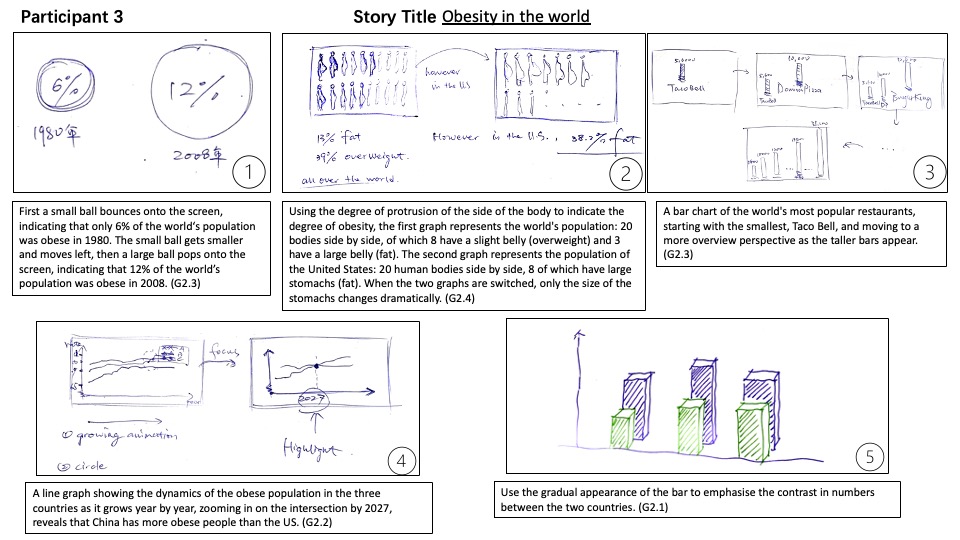 Participant 3
Story Title Obesity in the world
6%
12%
1980年
2008年
1
however
in the U.S
13% fat
39% overweight.
all over the world.
However in the U.S., 38.2% fat
2
Taco Bell
10,000
Domino Pizza
Taco Bell
Burger King
...
3
First a small ball bounces onto the screen,
indicating that only 6% of the world's population
was obese in 1980. The small ball gets smaller
and moves left, then a large ball pops onto the
screen, indicating that 12% of the world's
population was obese in 2008. (G2.3)
Using the degree of protrusion of the side of the body to indicate the
degree of obesity, the first graph represents the world's population: 20
bodies side by side, of which 8 have a slight belly (overweight) and 3
have a large belly (fat). The second graph represents the population of
the United States: 20 human bodies side by side, 8 of which have large
stomachs (fat). When the two graphs are switched, only the size of the
stomachs changes dramatically. (G2.4)
A bar chart of the world's most popular restaurants,
starting with the smallest, Taco Bell, and moving to a
more overview perspective as the taller bars appear.
(G2.3)
focus
year
2027
① growing animation
Highlight.
② circle
4
5
A line graph showing the dynamics of the obese population in the three
countries as it grows year by year, zooming in on the intersection by 2027,
reveals that China has more obese people than the US. (G2.2)
Use the gradual appearance of the bar to emphasise the contrast in numbers
between the two countries. (G2.1)